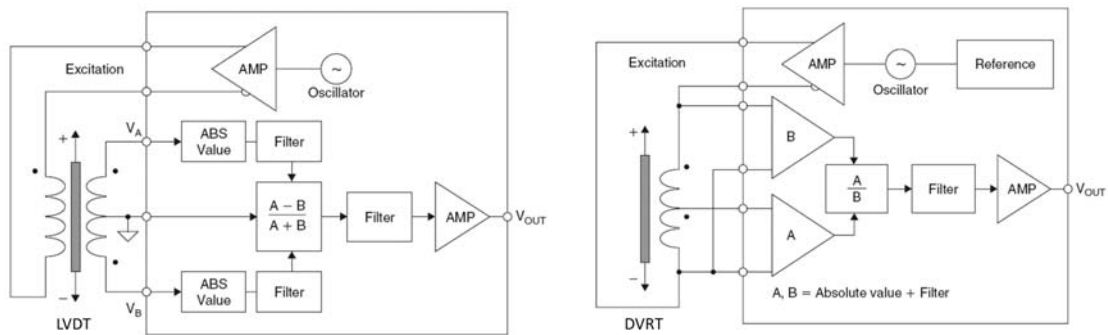 AMP
Excitation
~
Oscillator
V_A
ABS
Value
Filter
+
A – B
A + B
Filter
AMP
V_OUT
–
ABS
Value
Filter
V_B
LVDT
AMP
Excitation
~
Oscillator
Reference
B
+
A
B
Filter
AMP
V_OUT
A
–
A, B = Absolute value + Filter
DVRT